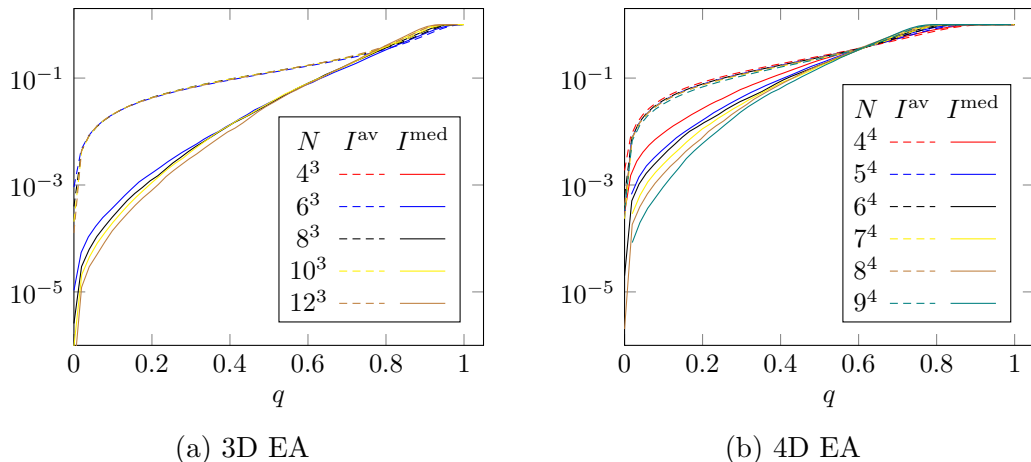 10^{-1}
10^{-3}
10^{-5}
0 0.2 0.4 0.6 0.8 1
q
N I^{av} I^{med}
4^3
6^3
8^3
10^3
12^3
(a) 3D EA
10^{-1}
10^{-3}
10^{-5}
0 0.2 0.4 0.6 0.8 1
q
N I^{av} I^{med}
4^4
5^4
6^4
7^4
8^4
9^4
(b) 4D EA